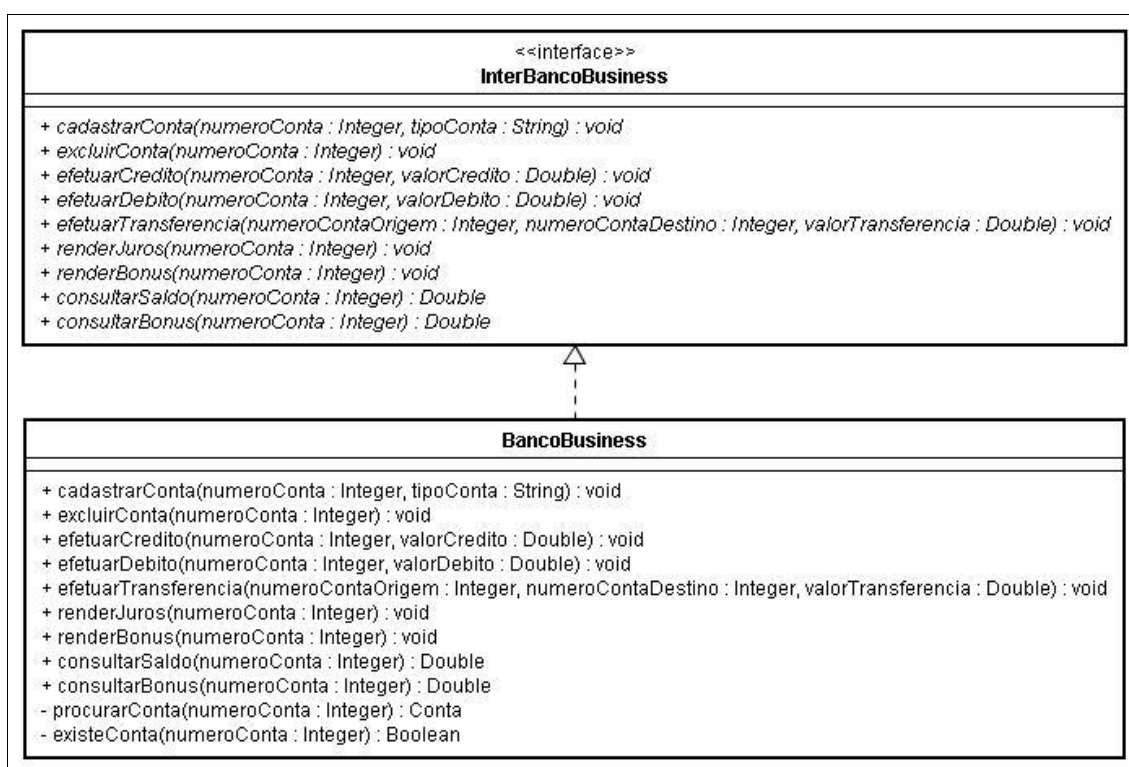 <<interface>>
InterBancoBusiness
+ cadastrarConta(numeroConta : Integer, tipoConta : String) : void
+ excluirConta(numeroConta : Integer) : void
+ efetuarCredito(numeroConta : Integer, valorCredito : Double) : void
+ efetuarDebito(numeroConta : Integer, valorDebito : Double) : void
+ efetuarTransferencia(numeroContaOrigem : Integer, numeroContaDestino : Integer, valorTransferencia : Double) : void
+ renderJuros(numeroConta : Integer) : void
+ renderBonus(numeroConta : Integer) : void
+ consultarSaldo(numeroConta : Integer) : Double
+ consultarBonus(numeroConta : Integer) : Double
BancoBusiness
+ cadastrarConta(numeroConta : Integer, tipoConta : String) : void
+ excluirConta(numeroConta : Integer) : void
+ efetuarCredito(numeroConta : Integer, valorCredito : Double) : void
+ efetuarDebito(numeroConta : Integer, valorDebito : Double) : void
+ efetuarTransferencia(numeroContaOrigem : Integer, numeroContaDestino : Integer, valorTransferencia : Double) : void
+ renderJuros(numeroConta : Integer) : void
+ renderBonus(numeroConta : Integer) : void
+ consultarSaldo(numeroConta : Integer) : Double
+ consultarBonus(numeroConta : Integer) : Double
- procurarConta(numeroConta : Integer) : Conta
- existeConta(numeroConta : Integer) : Boolean